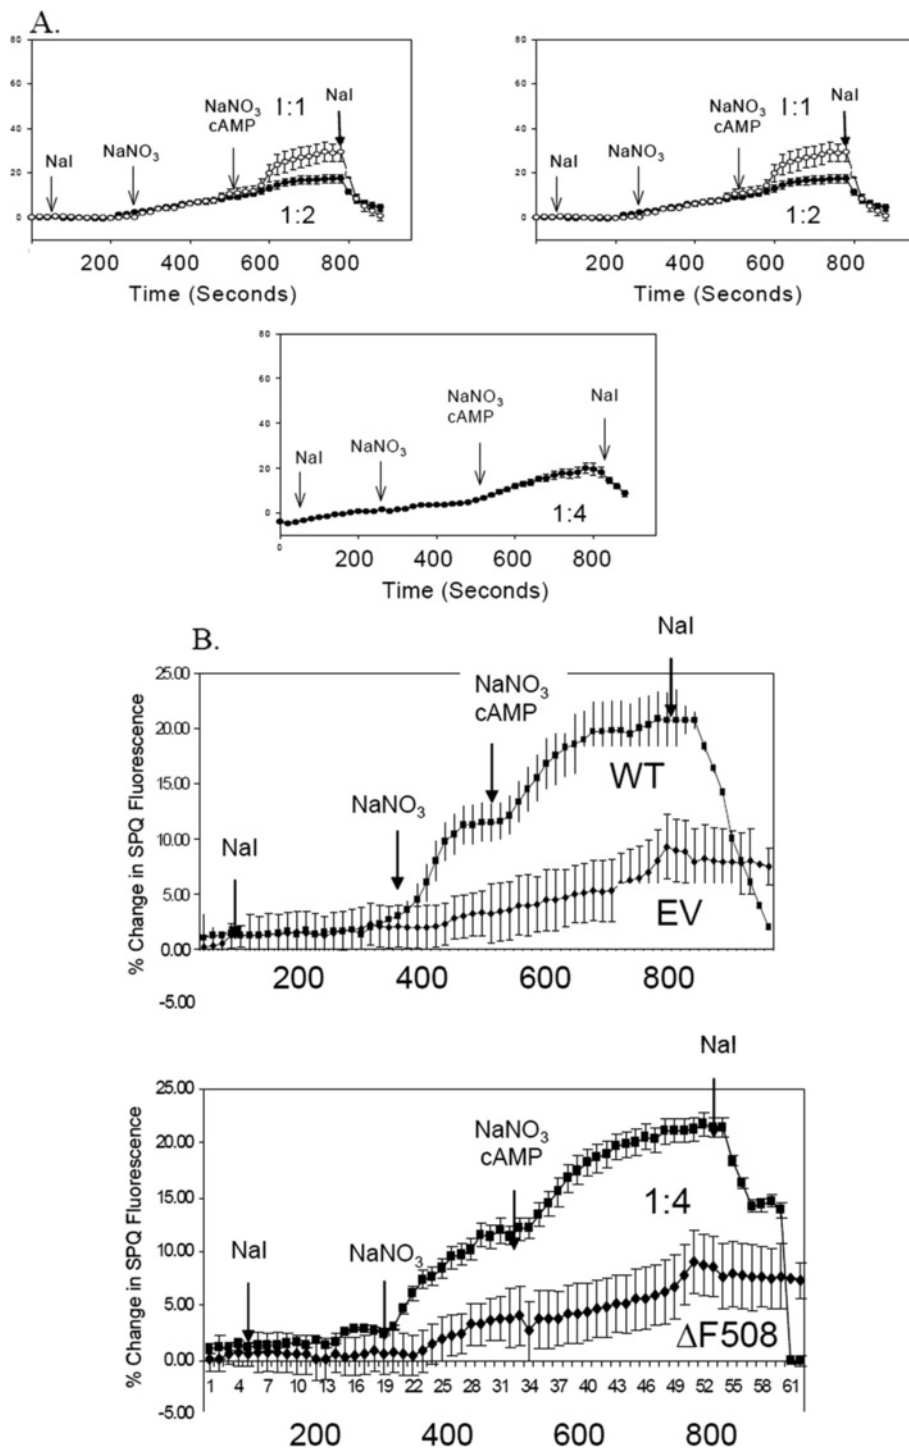 A.
80
60
40
20
0
NaI
NaNO3
NaNO3
cAMP
1:1
NaI
1:2
200 400 600 800
Time (Seconds)
80
60
40
20
0
NaI
NaNO3
NaNO3
cAMP
1:1
NaI
1:2
200 400 600 800
Time (Seconds)
80
60
40
20
0
NaI
NaNO3
NaNO3
cAMP
NaI
1:4
0
200 400 600 800
Time (Seconds)
B.
% Change in SPQ Fluorescence
25.00
20.00
15.00
10.00
5.00
0.00
-5.00
NaI
NaNO3
NaNO3
cAMP
NaI
WT
EV
200 400 600 800
% Change in SPQ Fluorescence
25.00
20.00
15.00
10.00
5.00
0.00
-5.00
NaI
NaNO3
NaNO3
cAMP
NaI
1:4
ΔF508
1 4 7 10 13 16 19 22 25 28 31 34 37 40 43 46 49 52 55 58 61
200 400 600 800